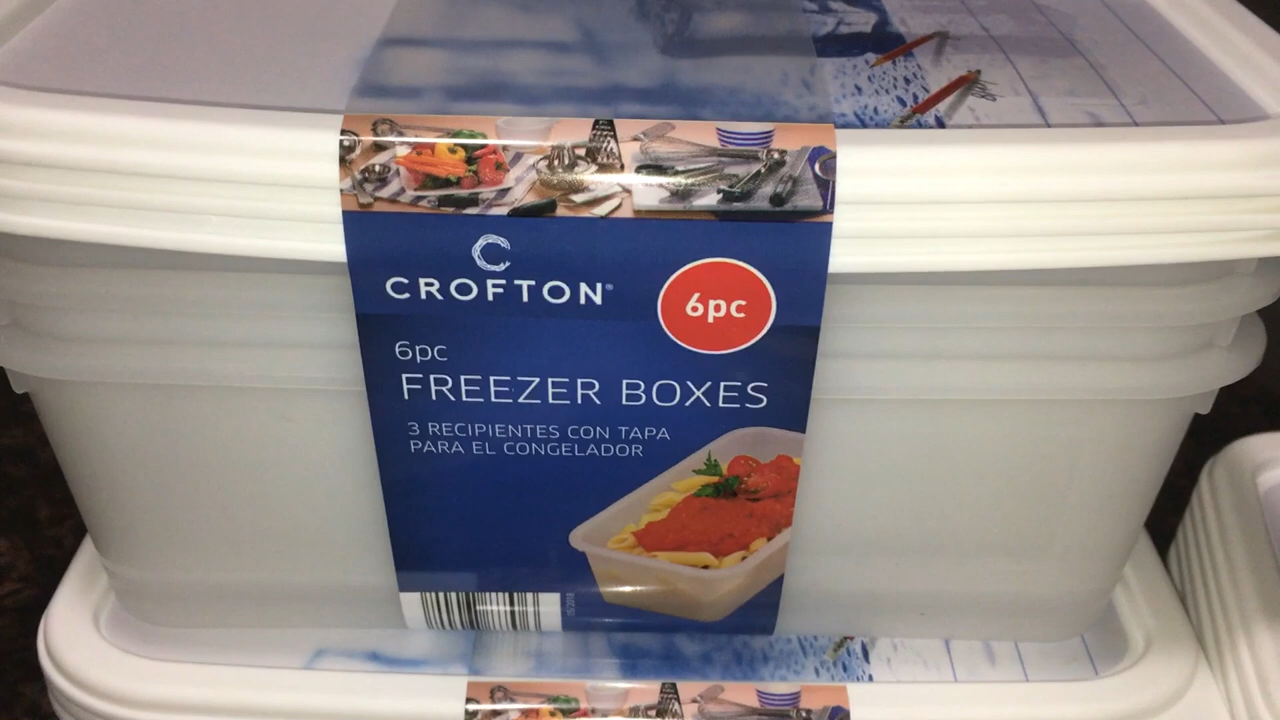 CROFTON®
6pc
6pc
FREEZER BOXES
3 RECIPIENTES CON TAPA
PARA EL CONGELADOR